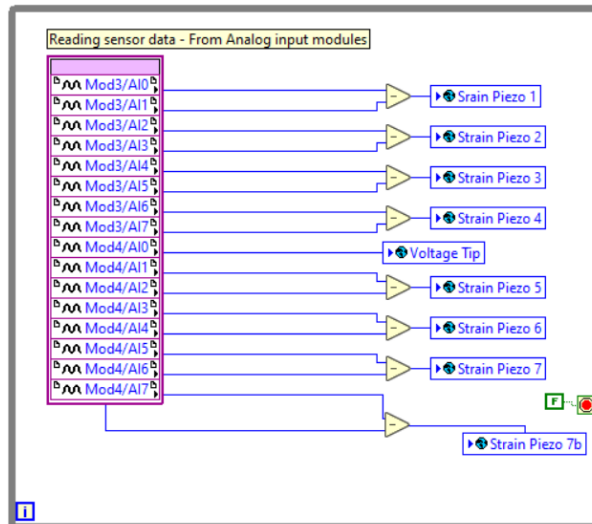 Reading sensor data - From Analog input modules
Mod3/AI0
Mod3/AI1
Mod3/AI2
Mod3/AI3
Mod3/AI4
Mod3/AI5
Mod3/AI6
Mod3/AI7
Mod4/AI0
Mod4/AI1
Mod4/AI2
Mod4/AI3
Mod4/AI4
Mod4/AI5
Mod4/AI6
Mod4/AI7
Srain Piezo 1
Strain Piezo 2
Strain Piezo 3
Strain Piezo 4
Voltage Tip
Strain Piezo 5
Strain Piezo 6
Strain Piezo 7
F
Strain Piezo 7b
i